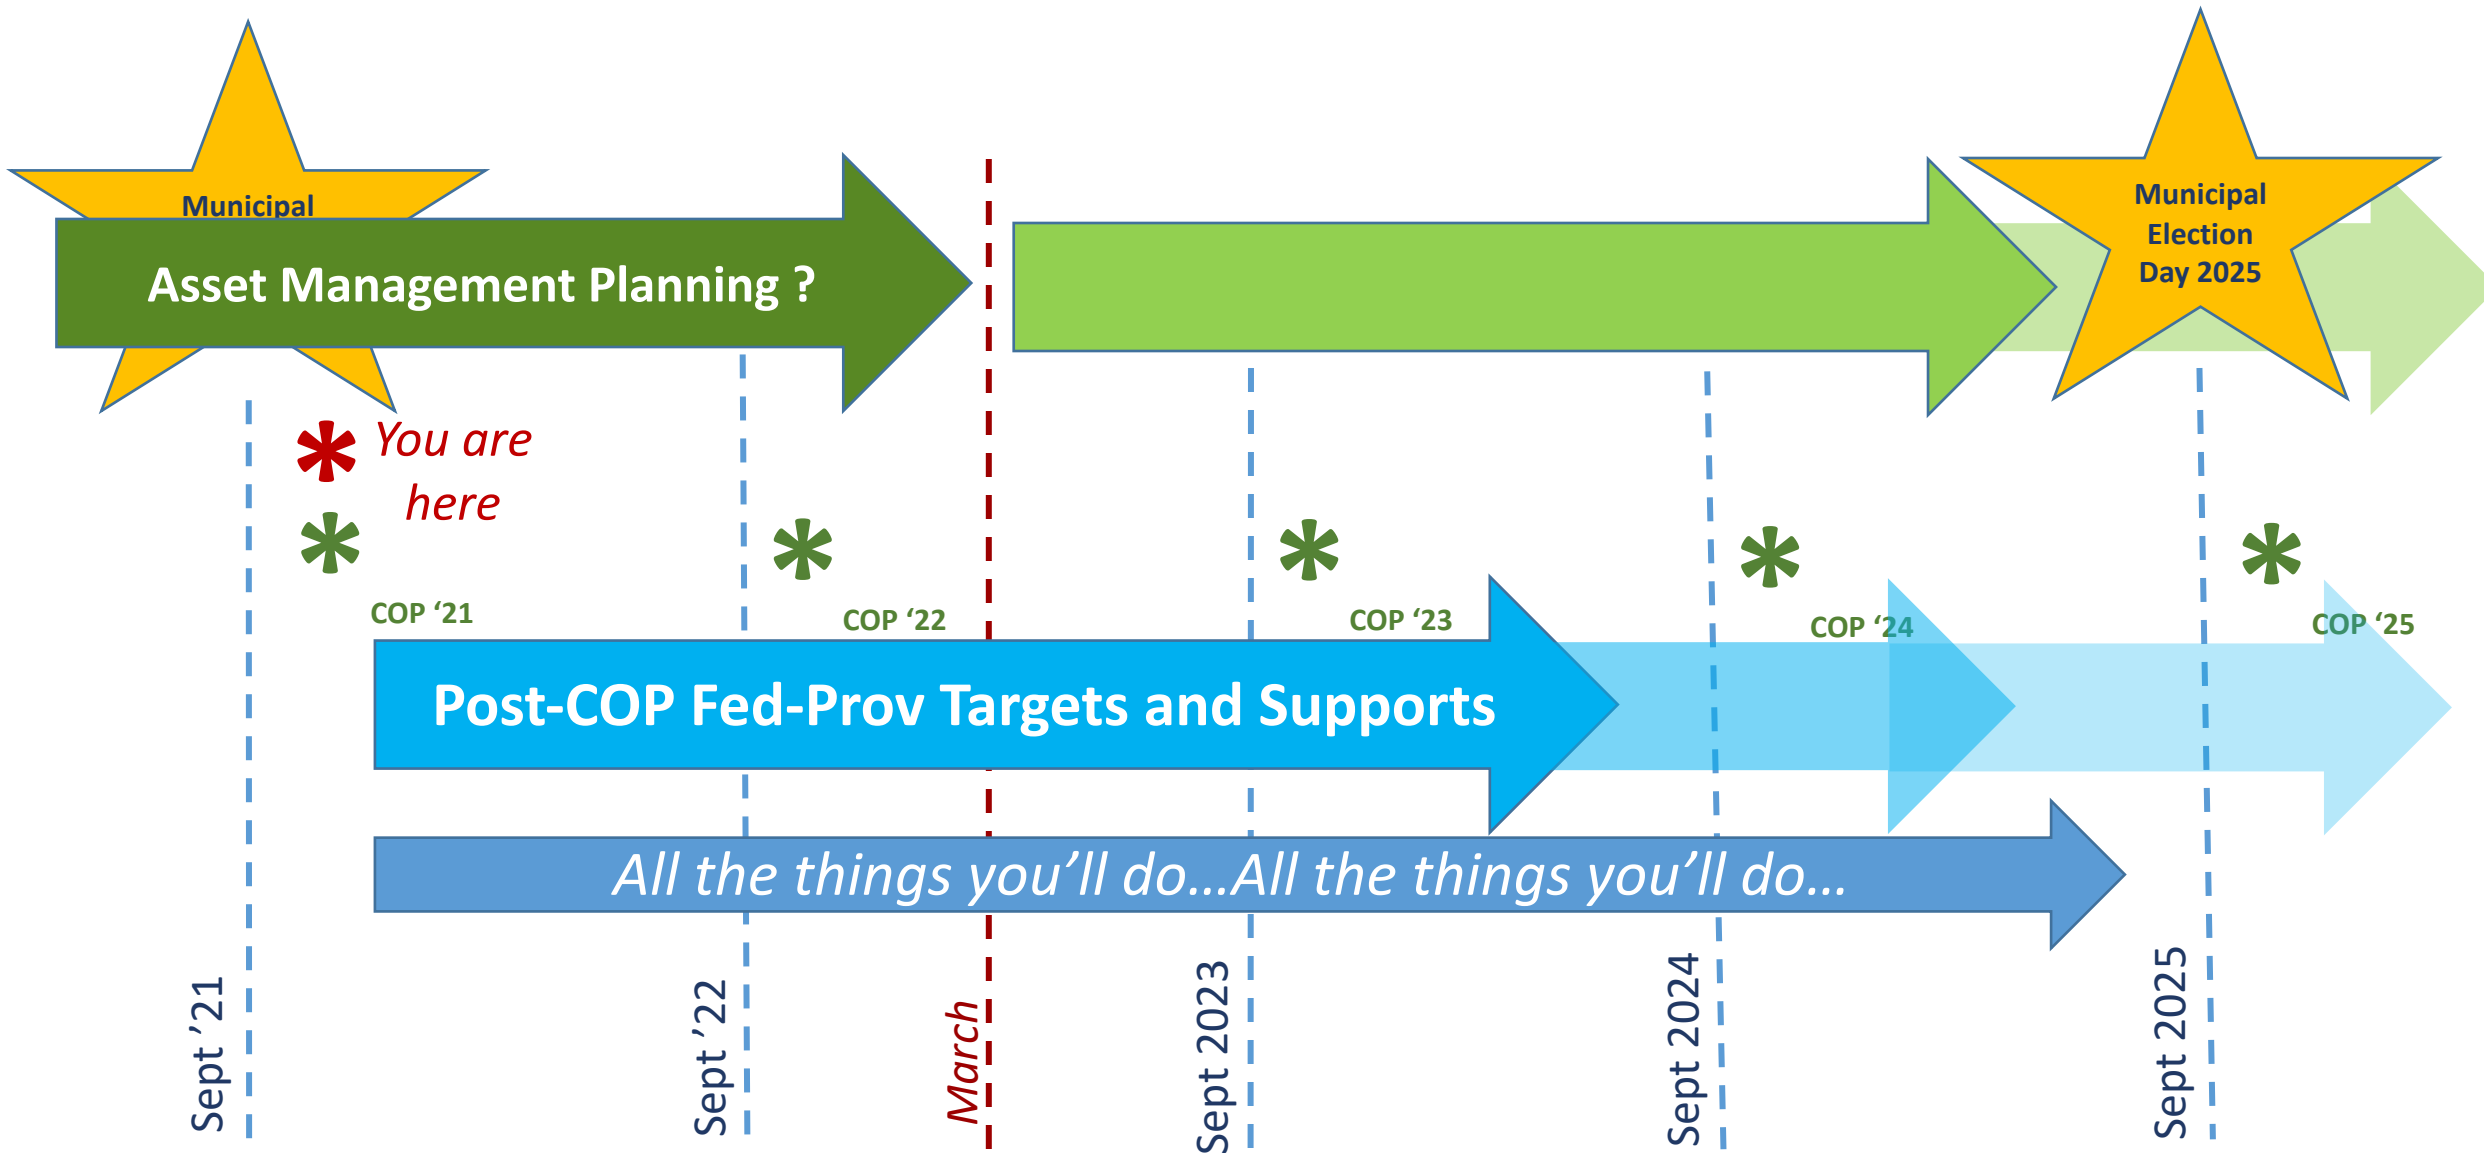 Municipal
Asset Management Planning ?
Municipal
Election
Day 2025
You are
here
COP ‘21
COP ‘22
COP ‘23
COP ‘24
COP ‘25
Post-COP Fed-Prov Targets and Supports
All the things you’ll do…All the things you’ll do…
Sept ’21
Sept ’22
March
Sept 2023
Sept 2024
Sept 2025